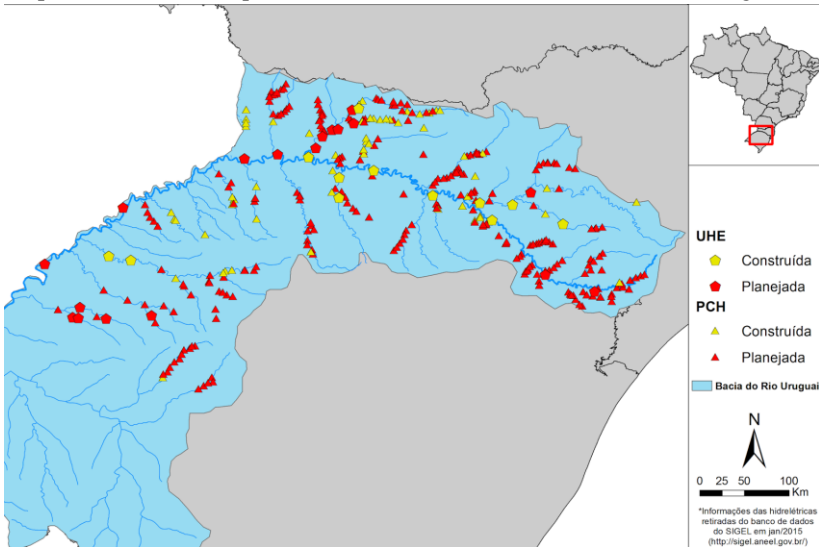 UHE
Construída
Planejada
PCH
Construída
Planejada
Bacia do Rio Uruguai
N
0 25 50 100
Km
*Informações das hidrelétricas
retiradas do banco de dados
do SIGEL em jan/2015
(http://sigel.aneel.gov.br/)